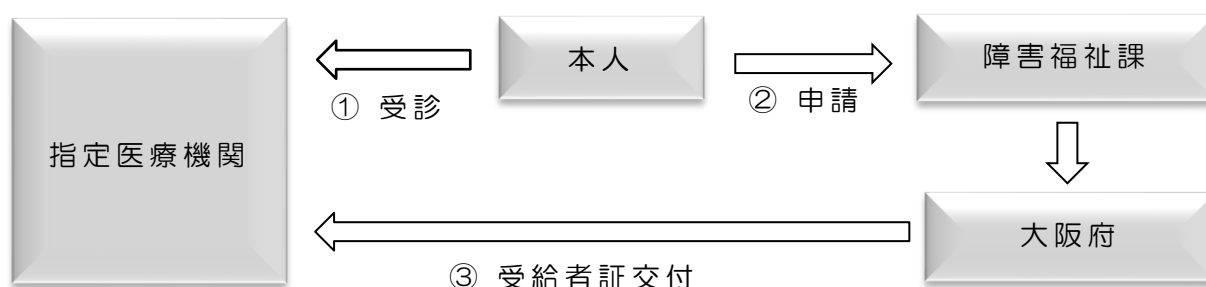 本人
障害福祉課
① 受診
② 申請
指定医療機関
大阪府
③ 受給者証交付